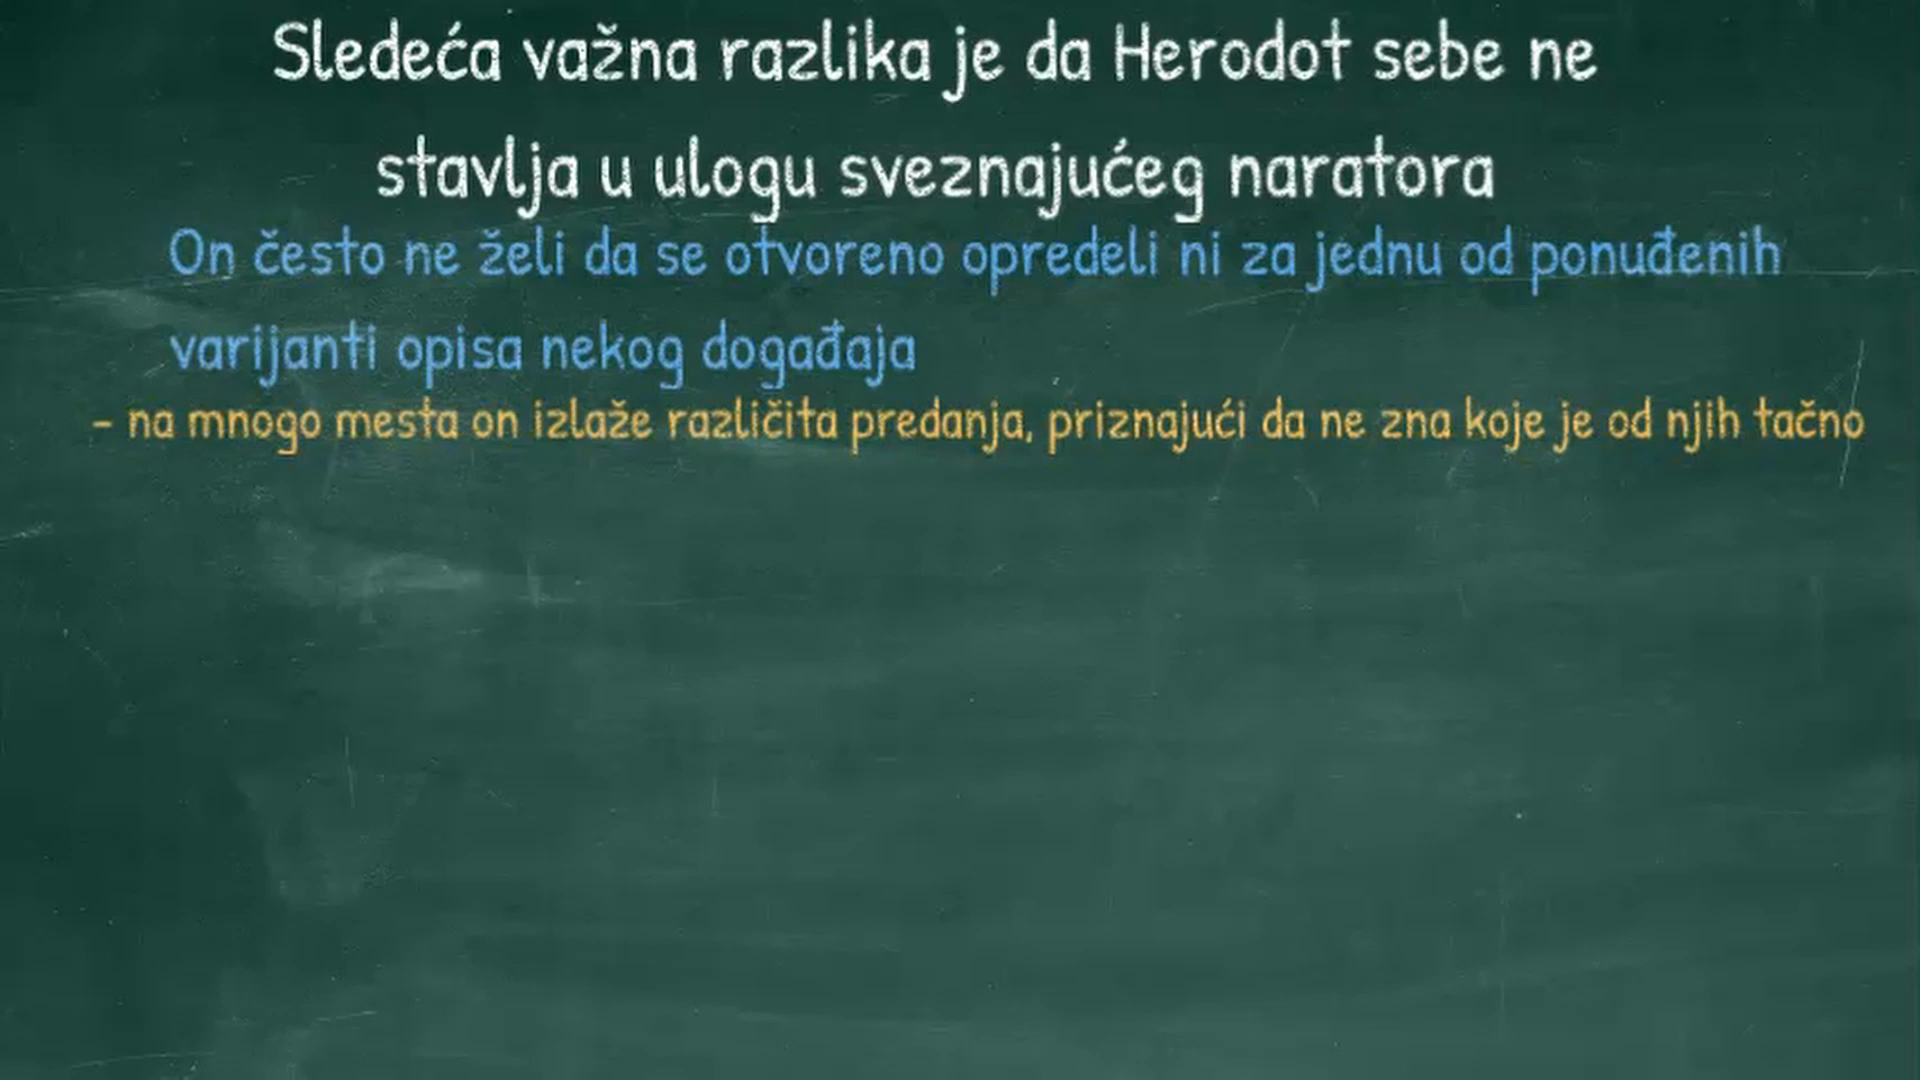 Sledeća važna razlika je da Herodot sebe ne
stavlja u ulogu sveznajućeg naratora
On često ne želi da se otvoreno opredeli ni za jednu od ponuđenih
varijanti opisa nekog događaja
- na mnogo mesta on izlaže različita predanja, priznajući da ne zna koje je od njih tačno